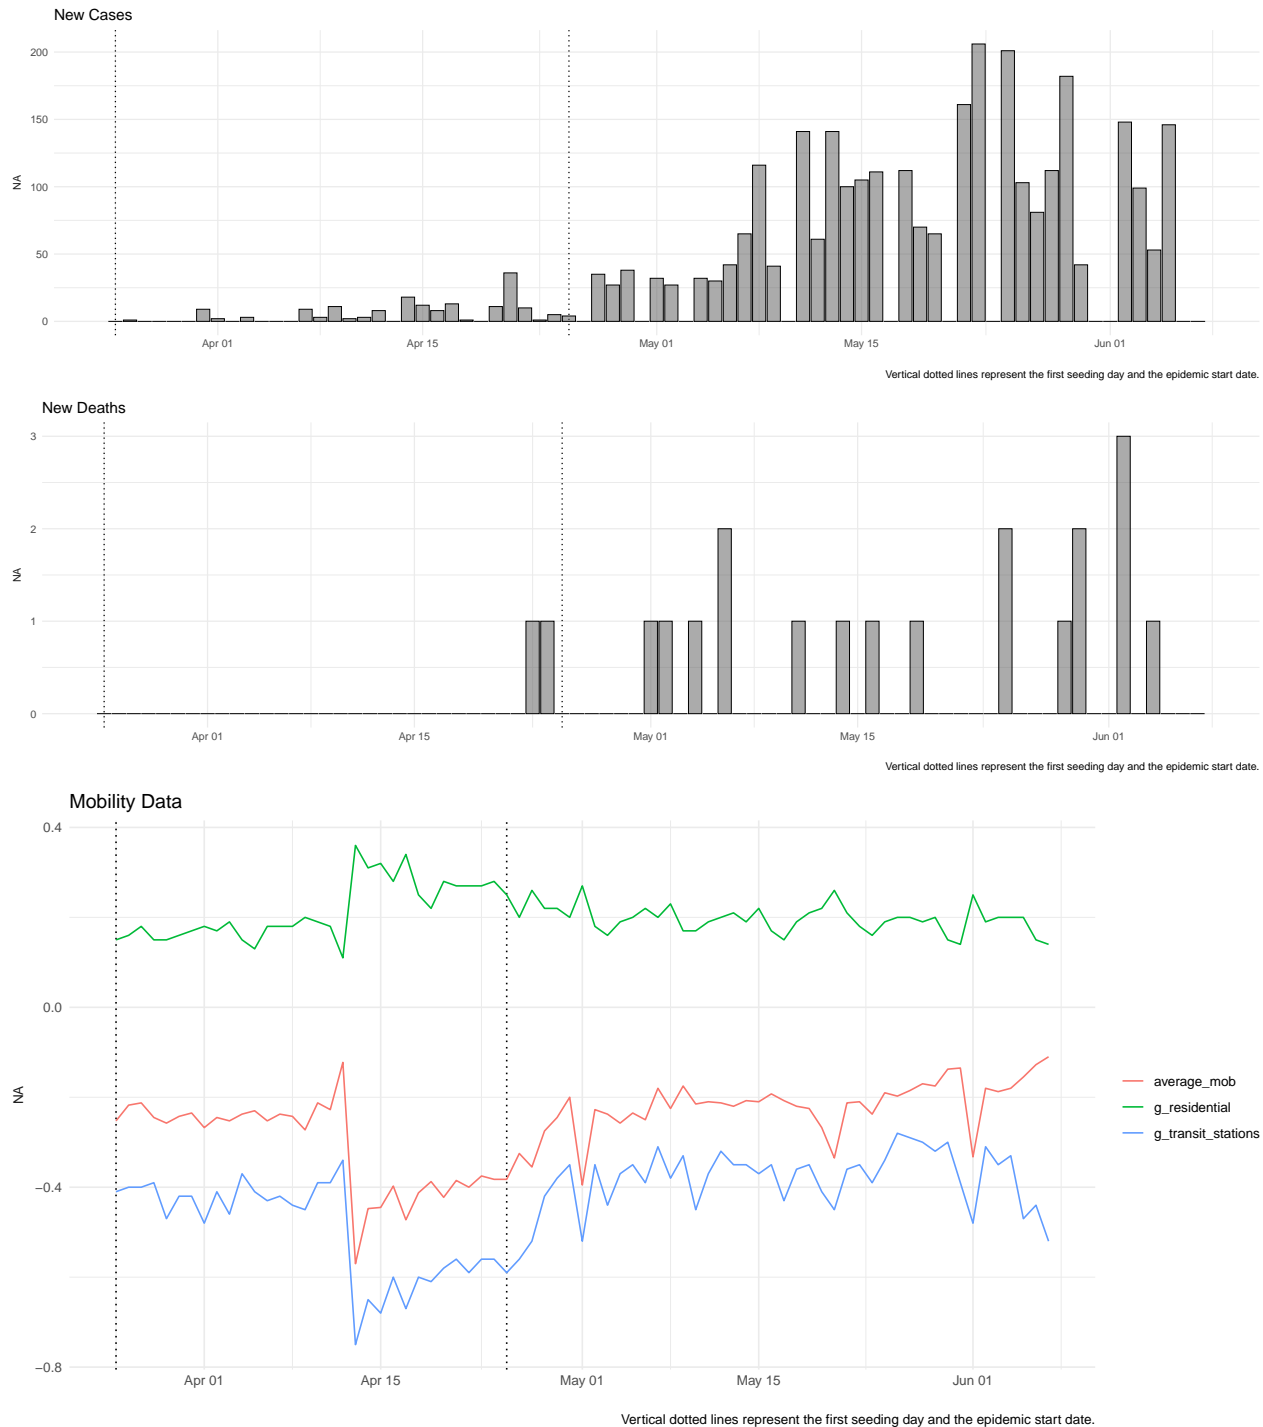 New Cases
200
150
100
50
0
NA
Apr 01 Apr 15 May 01 May 15 Jun 01
Vertical dotted lines represent the first seeding day and the epidemic start date.
New Deaths
3
2
1
0
NA
Apr 01 Apr 15 May 01 May 15 Jun 01
Vertical dotted lines represent the first seeding day and the epidemic start date.
Mobility Data
0.4
0.0
−0.4
−0.8
NA
average_mob
g_residential
g_transit_stations
Apr 01 Apr 15 May 01 May 15 Jun 01
Vertical dotted lines represent the first seeding day and the epidemic start date.